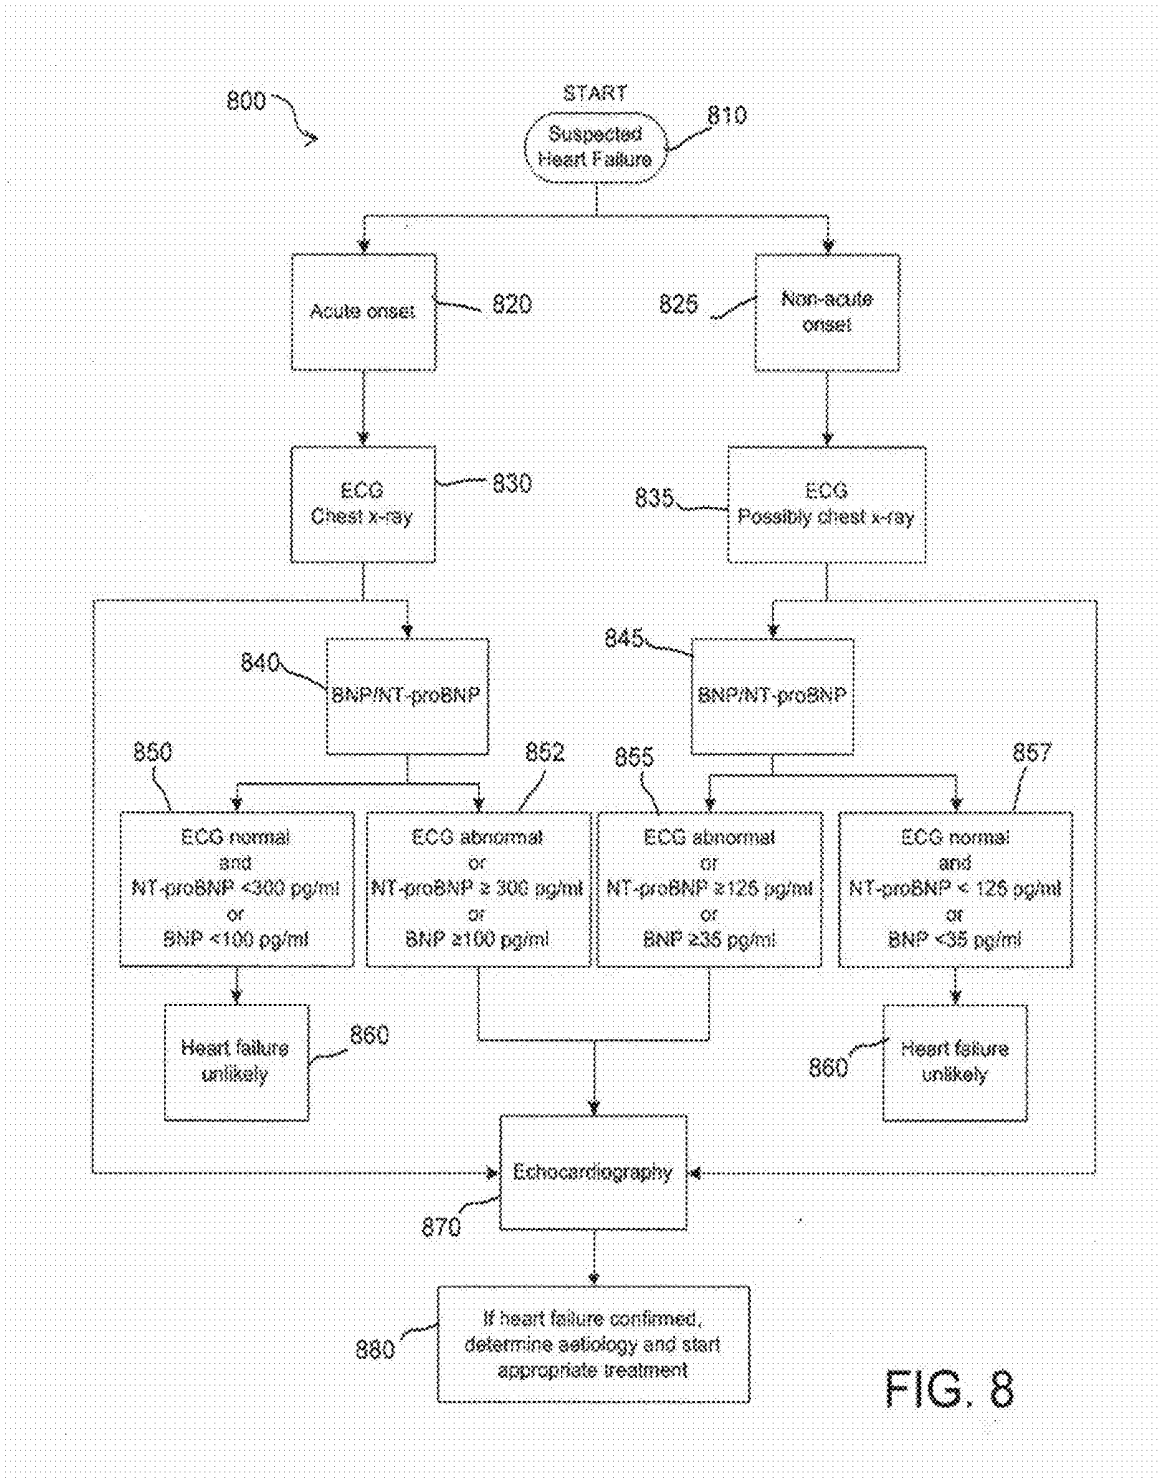 START
800
810
Suspected
Heart Failure
Acute onset
820
825
Non-acute
onset
ECG
Chest x-ray
830
835
ECG
Possibly chest x-ray
840
BNP/NT-proBNP
845
BNP/NT-proBNP
850
852
855
857
ECG normal
and
NT-proBNP <300 pg/ml
or
BNP <100 pg/ml
ECG abnormal
or
NT-proBNP ≥ 300 pg/ml
or
BNP ≥100 pg/ml
ECG abnormal
or
NT-proBNP ≥125 pg/ml
or
BNP ≥35 pg/ml
ECG normal
and
NT-proBNP < 125 pg/ml
or
BNP <35 pg/ml
Heart failure
unlikely
860
860
Heart failure
unlikely
Echocardiography
870
If heart failure confirmed,
determine aetiology and start
appropriate treatment
880
FIG. 8